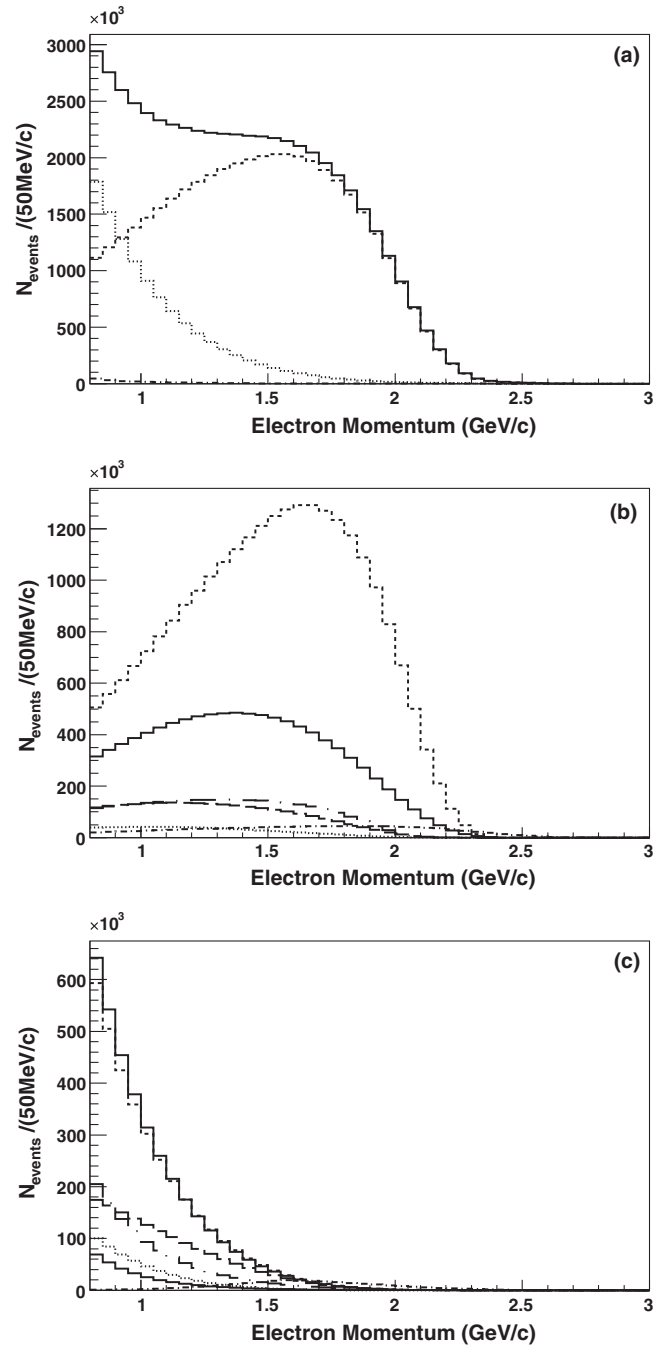 ×10³
(a)
3000
2500
2000
1500
1000
500
0
N_events /(50MeV/c)
1 1.5 2 2.5 3
Electron Momentum (GeV/c)
×10³
(b)
1200
1000
800
600
400
200
0
N_events /(50MeV/c)
1 1.5 2 2.5 3
Electron Momentum (GeV/c)
×10³
(c)
600
500
400
300
200
100
0
N_events /(50MeV/c)
1 1.5 2 2.5 3
Electron Momentum (GeV/c)